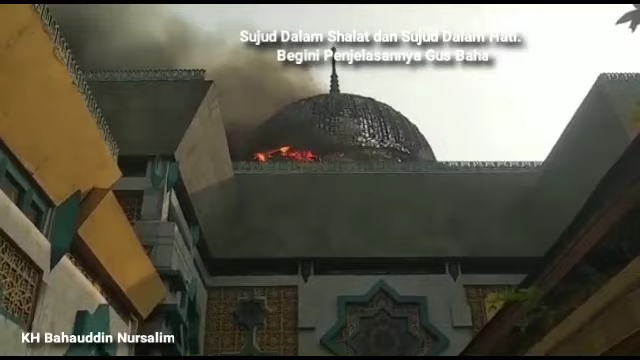 Sujud Dalam Shalat dan Sujud Dalam Hati.
Begini Penjelasannya Gus Baha
KH Bahauddin Nursalim